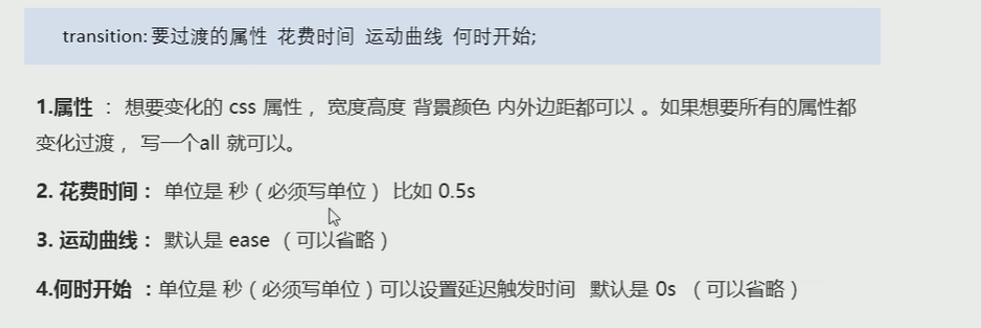 transition: 要过渡的属性 花费时间 运动曲线 何时开始;
1.属性 ： 想要变化的 css 属性， 宽度高度 背景颜色 内外边距都可以 。如果想要所有的属性都
变化过渡， 写一个all 就可以。
2. 花费时间： 单位是 秒（必须写单位） 比如 0.5s
3. 运动曲线： 默认是 ease （可以省略）
4.何时开始 ：单位是 秒（必须写单位）可以设置延迟触发时间 默认是 0s （可以省略）